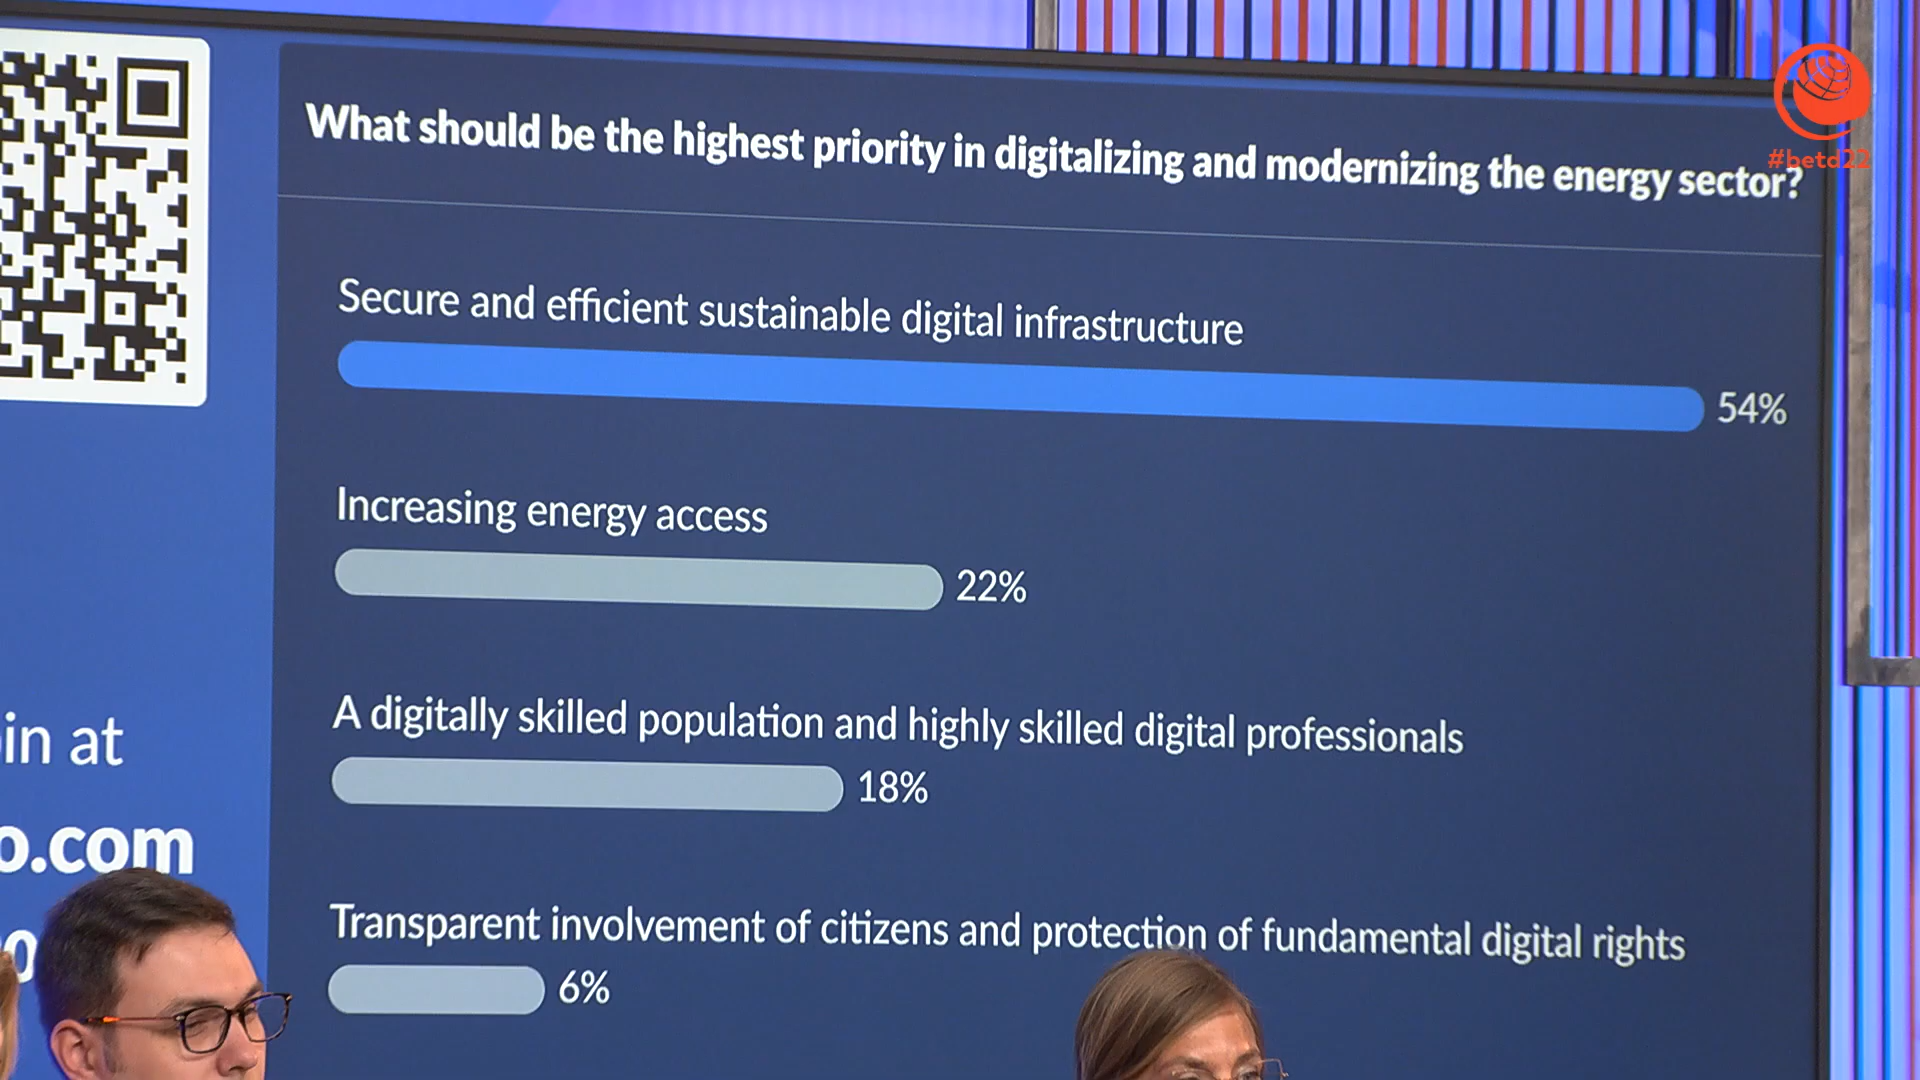 What should be the highest priority in digitalizing and modernizing the energy sector?
#betd22
Secure and efficient sustainable digital infrastructure
54%
Increasing energy access
22%
A digitally skilled population and highly skilled digital professionals
18%
Transparent involvement of citizens and protection of fundamental digital rights
6%
in at
o.com